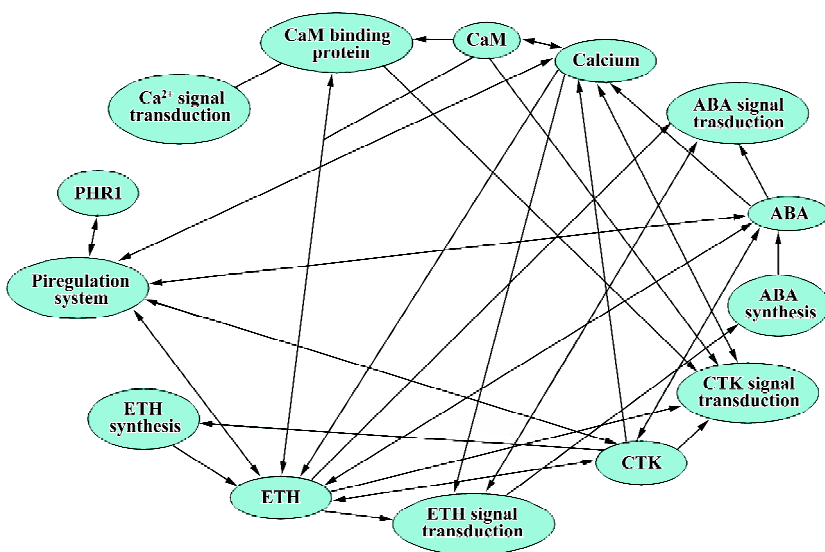 CaM binding
protein
CaM
Calcium
Ca²⁺ signal
transduction
ABA signal
trasduction
PHR1
ABA
Piregulation
system
ABA
synthesis
CTK signal
transduction
ETH
synthesis
CTK
ETH
ETH signal
transduction